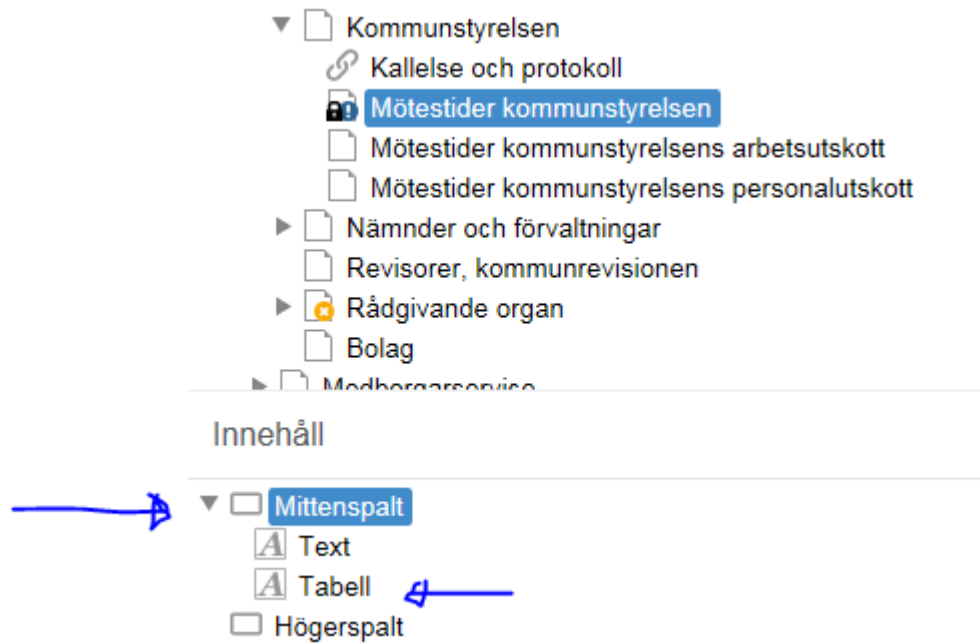 Kommunstyrelsen
Kallelse och protokoll
Mötestider kommunstyrelsen
Mötestider kommunstyrelsens arbetsutskott
Mötestider kommunstyrelsens personalutskott
Nämnder och förvaltningar
Revisorer, kommunrevisionen
Rådgivande organ
Bolag
Medborgarservice
Innehåll
Mittenspalt
A Text
A Tabell
Högerspalt